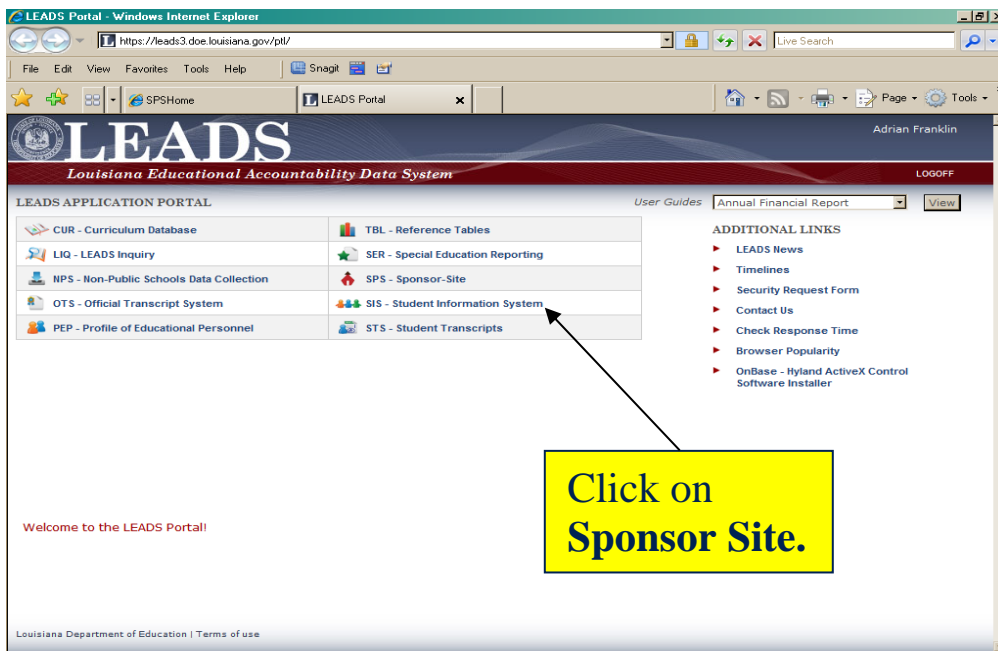 LEADS Portal - Windows Internet Explorer
https://leads3.doe.louisiana.gov/ptl/
Live Search
File Edit View Favorites Tools Help Snagit
SPSHome LEADS Portal Page Tools
LEADS
Adrian Franklin
Louisiana Educational Accountability Data System
LOGOFF
LEADS APPLICATION PORTAL
User Guides Annual Financial Report View
CUR - Curriculum Database TBL - Reference Tables
LIQ - LEADS Inquiry SER - Special Education Reporting
NPS - Non-Public Schools Data Collection SPS - Sponsor-Site
OTS - Official Transcript System SIS - Student Information System
PEP - Profile of Educational Personnel STS - Student Transcripts
ADDITIONAL LINKS
LEADS News
Timelines
Security Request Form
Contact Us
Check Response Time
Browser Popularity
OnBase - Hyland ActiveX Control
Software Installer
Click on
Sponsor Site.
Welcome to the LEADS Portal!
Louisiana Department of Education | Terms of use